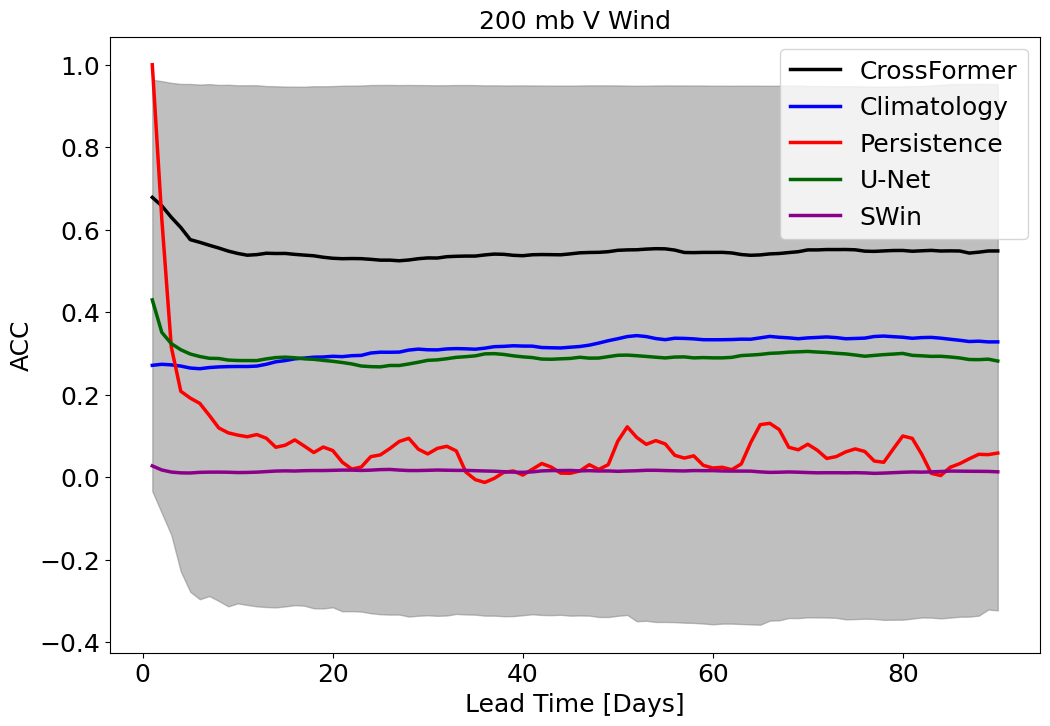 200 mb V Wind
ACC
1.0
0.8
0.6
0.4
0.2
0.0
−0.2
−0.4
CrossFormer
Climatology
Persistence
U-Net
SWin
0 20 40 60 80
Lead Time [Days]